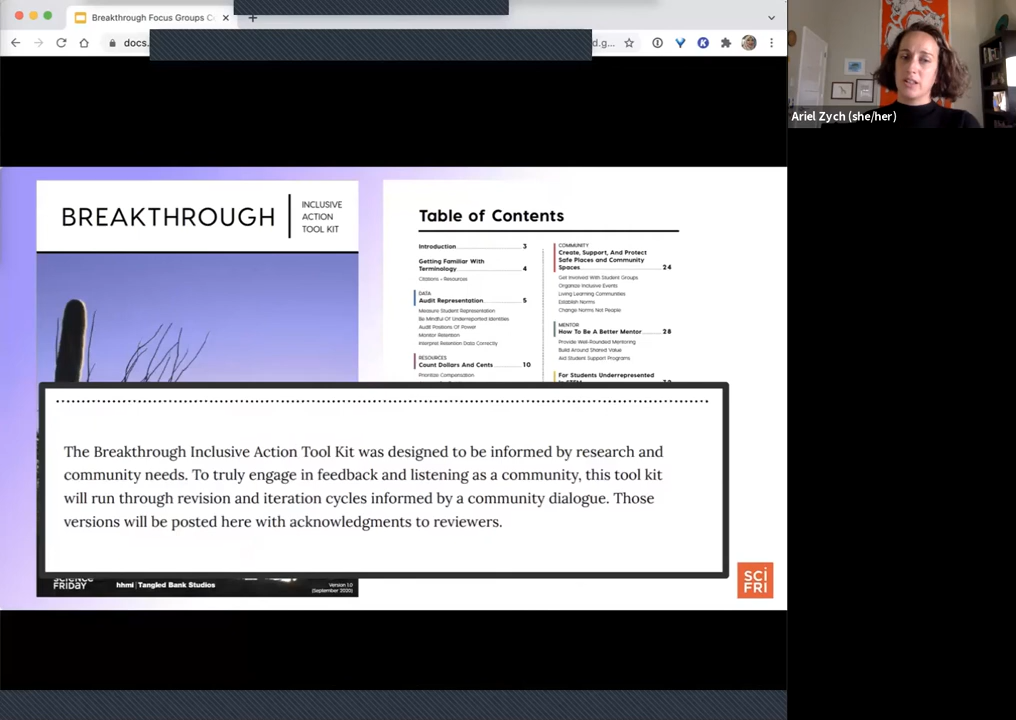 Breakthrough Focus Groups
docs.
d.g...
Ariel Zych (she/her)
BREAKTHROUGH
INCLUSIVE
ACTION
TOOL KIT
Table of Contents
Introduction 3
Getting Familiar With
Terminology 4
Citations + Resources
DATA
Audit Representation 5
Measure Student Representation
Be Mindful Of Underreported Identities
Audit Positions Of Power
Monitor Retention
Interpret Retention Data Correctly
RESOURCES
Count Dollars And Cents 10
Prioritize Compensation
COMMUNITY
Create, Support, And Protect
Safe Places and Community
Spaces 24
Get Involved With Student Groups
Organize Inclusive Events
Living Learning Communities
Establish Norms
Change Norms Not People
MENTOR
How To Be A Better Mentor 28
Provide Well-Rounded Mentoring
Build Around Shared Value
Aid Student Support Programs
For Students Underrepresented
The Breakthrough Inclusive Action Tool Kit was designed to be informed by research and
community needs. To truly engage in feedback and listening as a community, this tool kit
will run through revision and iteration cycles informed by a community dialogue. Those
versions will be posted here with acknowledgments to reviewers.
SCIENCE
FRIDAY
hhmi | Tangled Bank Studios
Version 1.0
(September 2020)
SCI
FRI